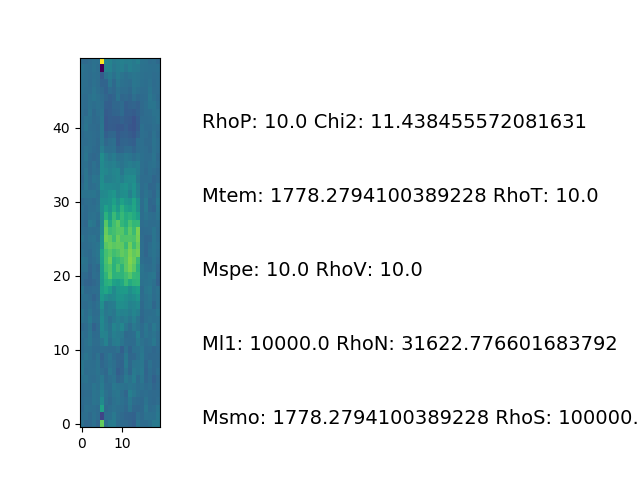 40
RhoP: 10.0 Chi2: 11.438455572081631
30
Mtem: 1778.2794100389228 RhoT: 10.0
20
Mspe: 10.0 RhoV: 10.0
10
Ml1: 10000.0 RhoN: 31622.776601683792
0
Msmo: 1778.2794100389228 RhoS: 100000.
0 10